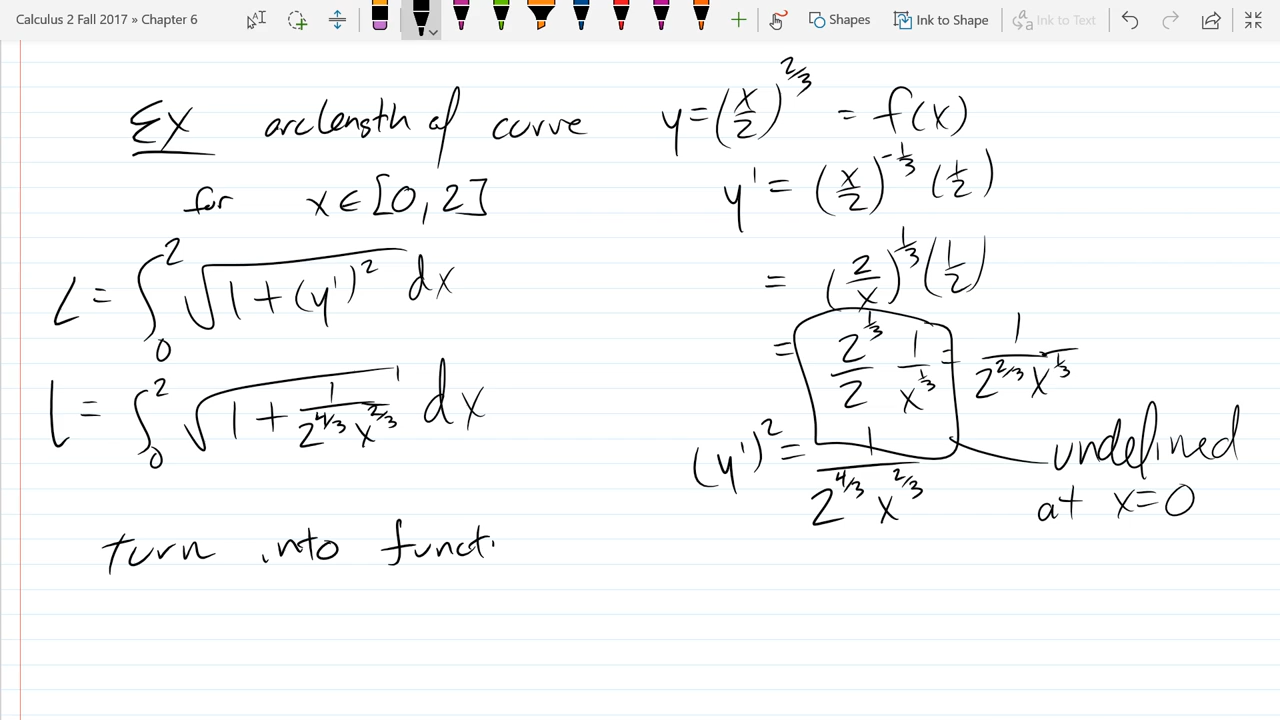 Calculus 2 Fall 2017 » Chapter 6
Shapes
Ink to Shape
Ink to Text
Ex arclength of curve y = (x/2)^(2/3) = f(x)
for x ∈ [0, 2]
y' = (x/2)^(-1/3) (1/2)
= (2/x)^(1/3) (1/2)
L = ∫₀² √(1 + (y')²) dx
= 2^(1/3)/2 1/x^(1/3) = 1/(2^(2/3) x^(1/3))
L = ∫₀² √(1 + 1/(2^(4/3) x^(2/3))) dx
(y')² = 1/(2^(4/3) x^(2/3))
undefined
at x=0
turn into functi